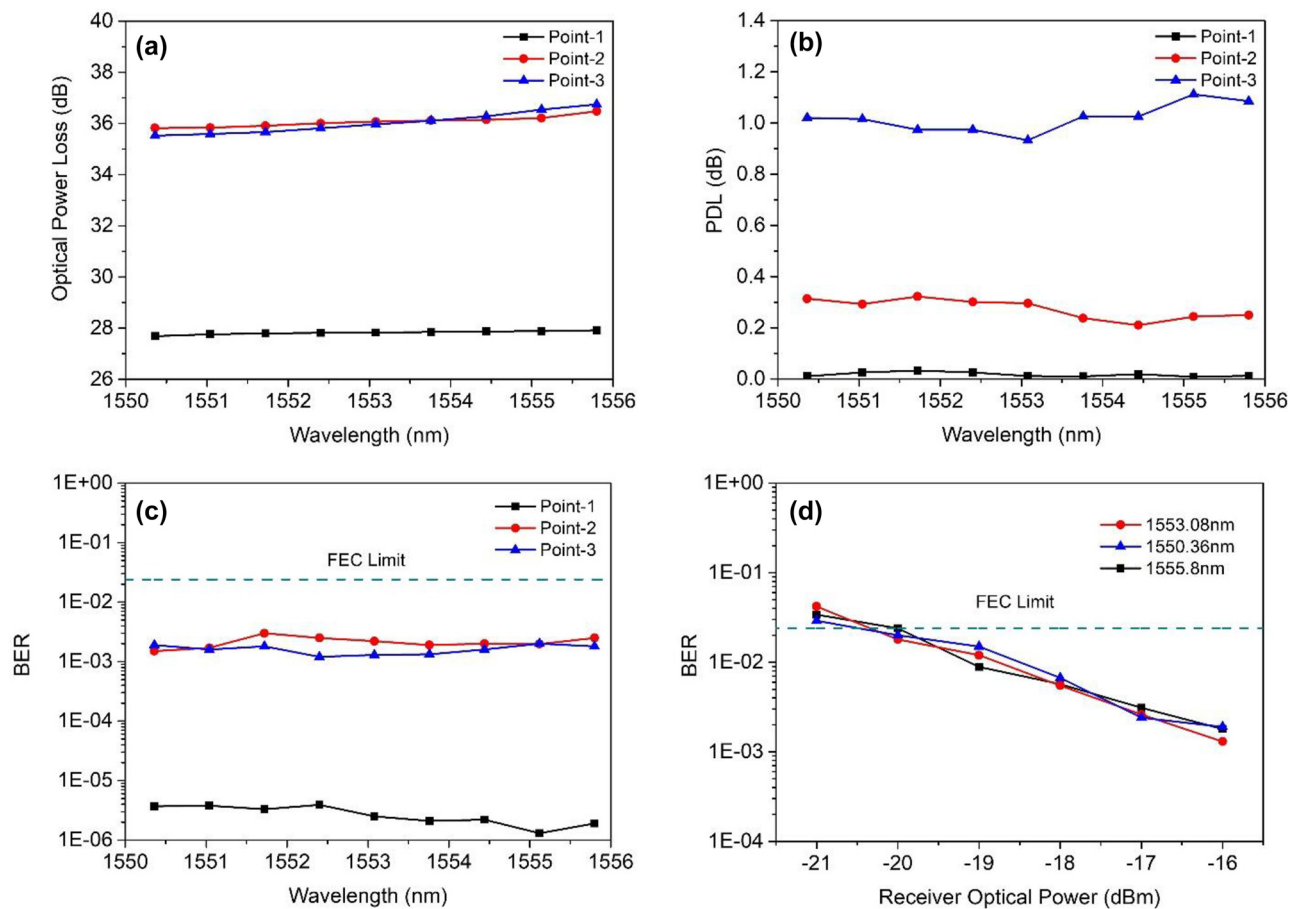 (a)
Point-1
Point-2
Point-3
40
38
36
34
32
30
28
26
Optical Power Loss (dB)
1550 1551 1552 1553 1554 1555 1556
Wavelength (nm)
(b)
Point-1
Point-2
Point-3
1.4
1.2
1.0
0.8
0.6
0.4
0.2
0.0
PDL (dB)
1550 1551 1552 1553 1554 1555 1556
Wavelength (nm)
(c)
Point-1
Point-2
Point-3
FEC Limit
1E+00
1E-01
1E-02
1E-03
1E-04
1E-05
1E-06
BER
1550 1551 1552 1553 1554 1555 1556
Wavelength (nm)
(d)
1553.08nm
1550.36nm
1555.8nm
FEC Limit
1E+00
1E-01
1E-02
1E-03
1E-04
BER
-21 -20 -19 -18 -17 -16
Receiver Optical Power (dBm)